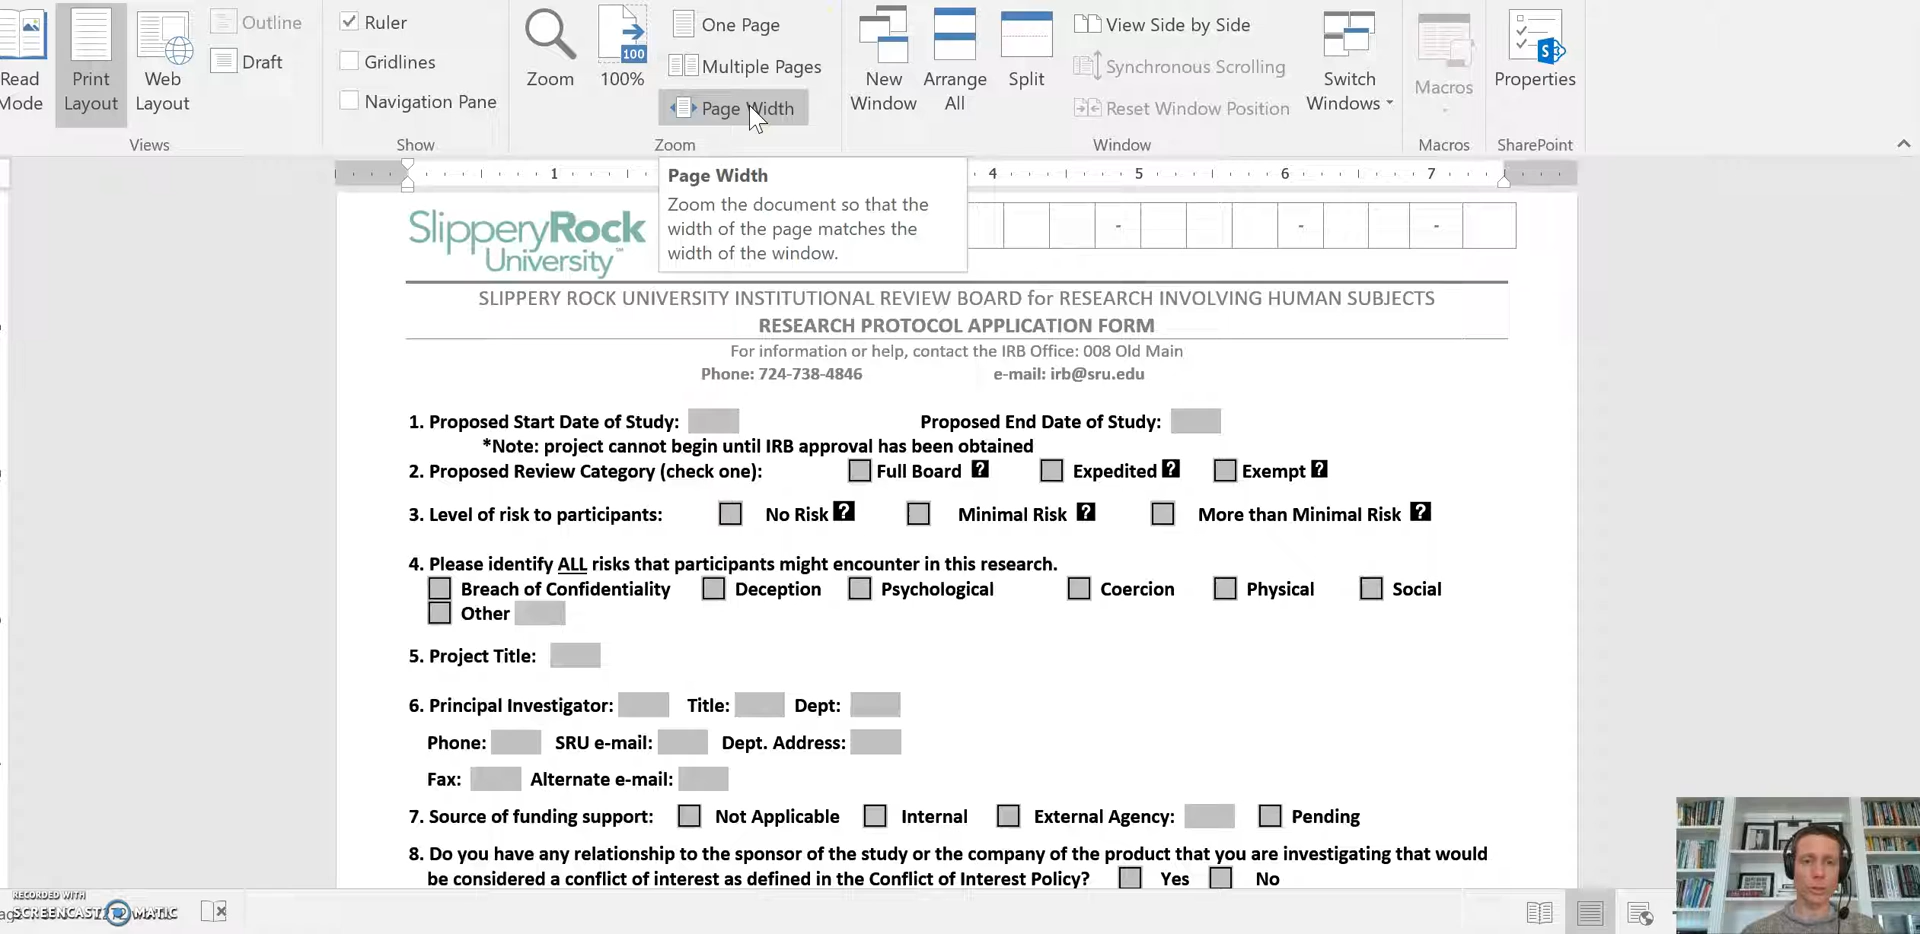 Read
Mode
Print
Layout
Web
Layout
Outline
Draft
Views
Ruler
Gridlines
Navigation Pane
Show
Zoom
100
100%
One Page
Multiple Pages
Page Width
Zoom
New
Window
Arrange
All
Split
View Side by Side
Synchronous Scrolling
Reset Window Position
Switch
Windows
Window
Macros
Macros
S
Properties
SharePoint
1 4 5 6 7
Page Width
Zoom the document so that the
width of the page matches the
width of the window.
SlipperyRock
University
- - -
SLIPPERY ROCK UNIVERSITY INSTITUTIONAL REVIEW BOARD for RESEARCH INVOLVING HUMAN SUBJECTS
RESEARCH PROTOCOL APPLICATION FORM
For information or help, contact the IRB Office: 008 Old Main
Phone: 724-738-4846 e-mail: irb@sru.edu
1. Proposed Start Date of Study: Proposed End Date of Study:
*Note: project cannot begin until IRB approval has been obtained
2. Proposed Review Category (check one): Full Board ? Expedited ? Exempt ?
3. Level of risk to participants: No Risk ? Minimal Risk ? More than Minimal Risk ?
4. Please identify ALL risks that participants might encounter in this research.
Breach of Confidentiality Deception Psychological Coercion Physical Social
Other
5. Project Title:
6. Principal Investigator: Title: Dept:
Phone: SRU e-mail: Dept. Address:
Fax: Alternate e-mail:
7. Source of funding support: Not Applicable Internal External Agency: Pending
8. Do you have any relationship to the sponsor of the study or the company of the product that you are investigating that would
be considered a conflict of interest as defined in the Conflict of Interest Policy? Yes No
RECORDED WITH
SCREENCAST MATIC